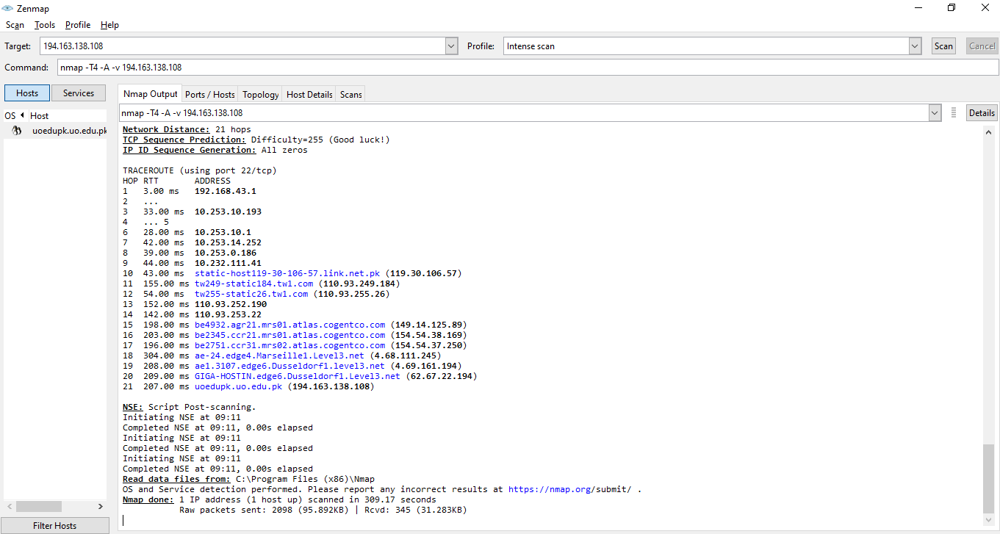 Zenmap
Scan Tools Profile Help
Target: 194.163.138.108 Profile: Intense scan Scan Cancel
Command: nmap -T4 -A -v 194.163.138.108
Hosts Services
Nmap Output Ports / Hosts Topology Host Details Scans
OS Host
uoedupk.uo.edu.pk
nmap -T4 -A -v 194.163.138.108 Details
Network Distance: 21 hops
TCP Sequence Prediction: Difficulty=255 (Good luck!)
IP ID Sequence Generation: All zeros
TRACEROUTE (using port 22/tcp)
HOP RTT ADDRESS
1 3.00 ms 192.168.43.1
2 ...
3 33.00 ms 10.253.10.193
4 ... 5
6 28.00 ms 10.253.10.1
7 42.00 ms 10.253.14.252
8 39.00 ms 10.253.0.186
9 44.00 ms 10.232.111.41
10 43.00 ms static-host119-30-106-57.link.net.pk (119.30.106.57)
11 155.00 ms tw249-static184.tw1.com (110.93.249.184)
12 54.00 ms tw255-static26.tw1.com (110.93.255.26)
13 152.00 ms 110.93.252.190
14 142.00 ms 110.93.253.22
15 198.00 ms be4932.agr21.mrs01.atlas.cogentco.com (149.14.125.89)
16 203.00 ms be2345.ccr21.mrs01.atlas.cogentco.com (154.54.38.169)
17 196.00 ms be2751.ccr31.mrs02.atlas.cogentco.com (154.54.37.250)
18 304.00 ms ae-24.edge4.Marseille1.Level3.net (4.68.111.245)
19 208.00 ms ae1.3107.edge6.Dusseldorf1.level3.net (4.69.161.194)
20 209.00 ms GIGA-HOSTIN.edge6.Dusseldorf1.Level3.net (62.67.22.194)
21 207.00 ms uoedupk.uo.edu.pk (194.163.138.108)
NSE: Script Post-scanning.
Initiating NSE at 09:11
Completed NSE at 09:11, 0.00s elapsed
Initiating NSE at 09:11
Completed NSE at 09:11, 0.00s elapsed
Initiating NSE at 09:11
Completed NSE at 09:11, 0.00s elapsed
Read data files from: C:\Program Files (x86)\Nmap
OS and Service detection performed. Please report any incorrect results at https://nmap.org/submit/ .
Nmap done: 1 IP address (1 host up) scanned in 309.17 seconds
Raw packets sent: 2098 (95.892KB) | Rcvd: 345 (31.283KB)
Filter Hosts